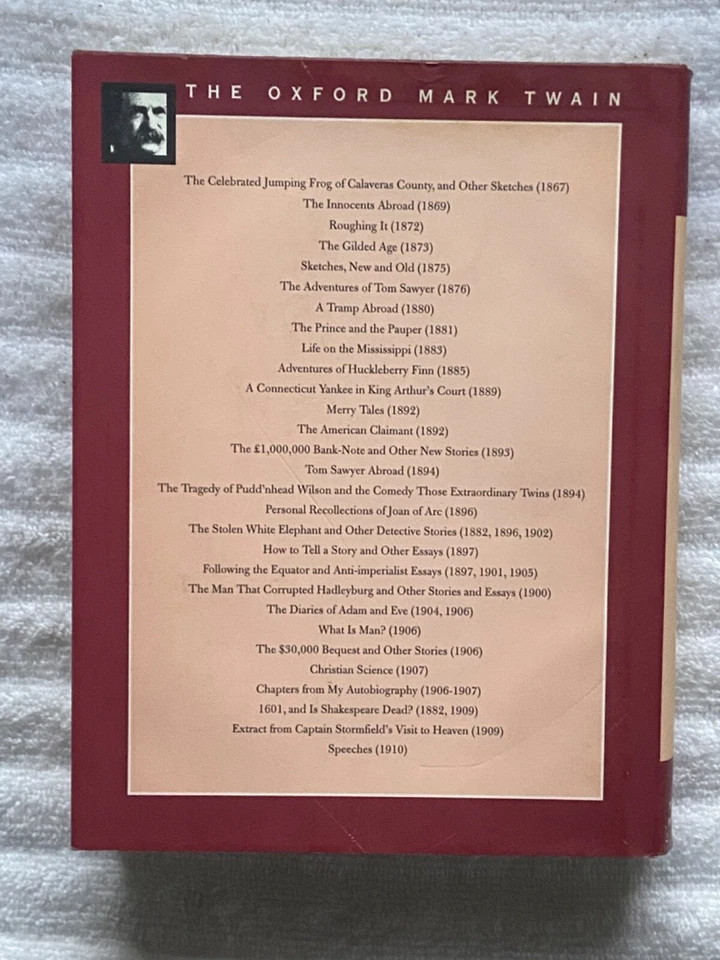 THE OXFORD MARK TWAIN
The Celebrated Jumping Frog of Calaveras County, and Other Sketches (1867)
The Innocents Abroad (1869)
Roughing It (1872)
The Gilded Age (1873)
Sketches, New and Old (1875)
The Adventures of Tom Sawyer (1876)
A Tramp Abroad (1880)
The Prince and the Pauper (1881)
Life on the Mississippi (1883)
Adventures of Huckleberry Finn (1885)
A Connecticut Yankee in King Arthur's Court (1889)
Merry Tales (1892)
The American Claimant (1892)
The £1,000,000 Bank-Note and Other New Stories (1893)
Tom Sawyer Abroad (1894)
The Tragedy of Pudd'nhead Wilson and the Comedy Those Extraordinary Twins (1894)
Personal Recollections of Joan of Arc (1896)
The Stolen White Elephant and Other Detective Stories (1882, 1896, 1902)
How to Tell a Story and Other Essays (1897)
Following the Equator and Anti-imperialist Essays (1897, 1901, 1905)
The Man That Corrupted Hadleyburg and Other Stories and Essays (1900)
The Diaries of Adam and Eve (1904, 1906)
What Is Man? (1906)
The $30,000 Bequest and Other Stories (1906)
Christian Science (1907)
Chapters from My Autobiography (1906-1907)
1601, and Is Shakespeare Dead? (1882, 1909)
Extract from Captain Stormfield's Visit to Heaven (1909)
Speeches (1910)